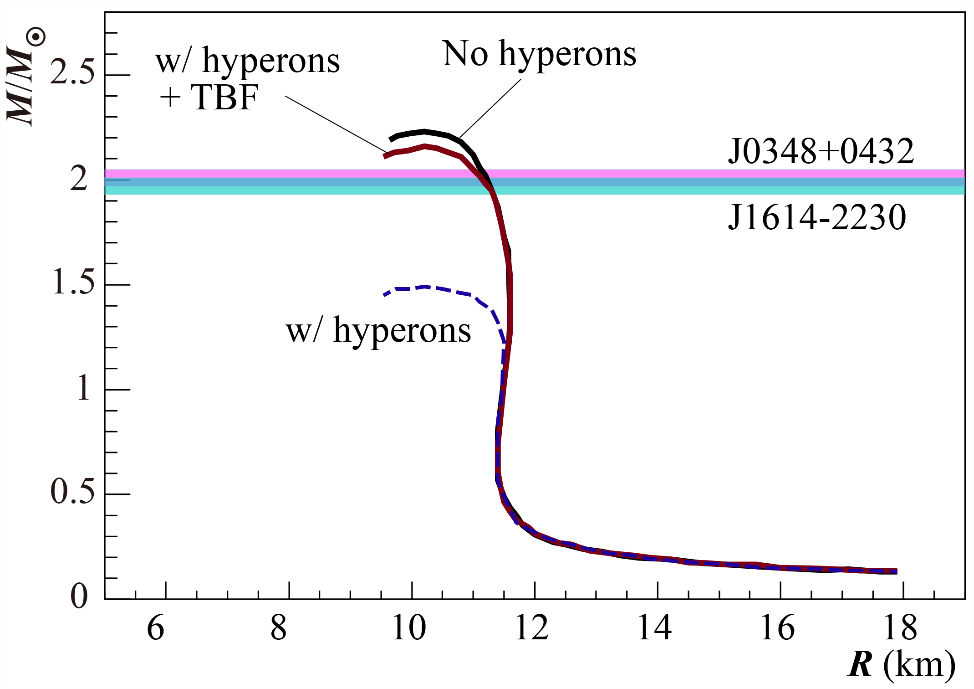 M/M☉
2.5
2
1.5
1
0.5
0
w/ hyperons
+ TBF
No hyperons
J0348+0432
J1614-2230
w/ hyperons
6 8 10 12 14 16 18
R (km)